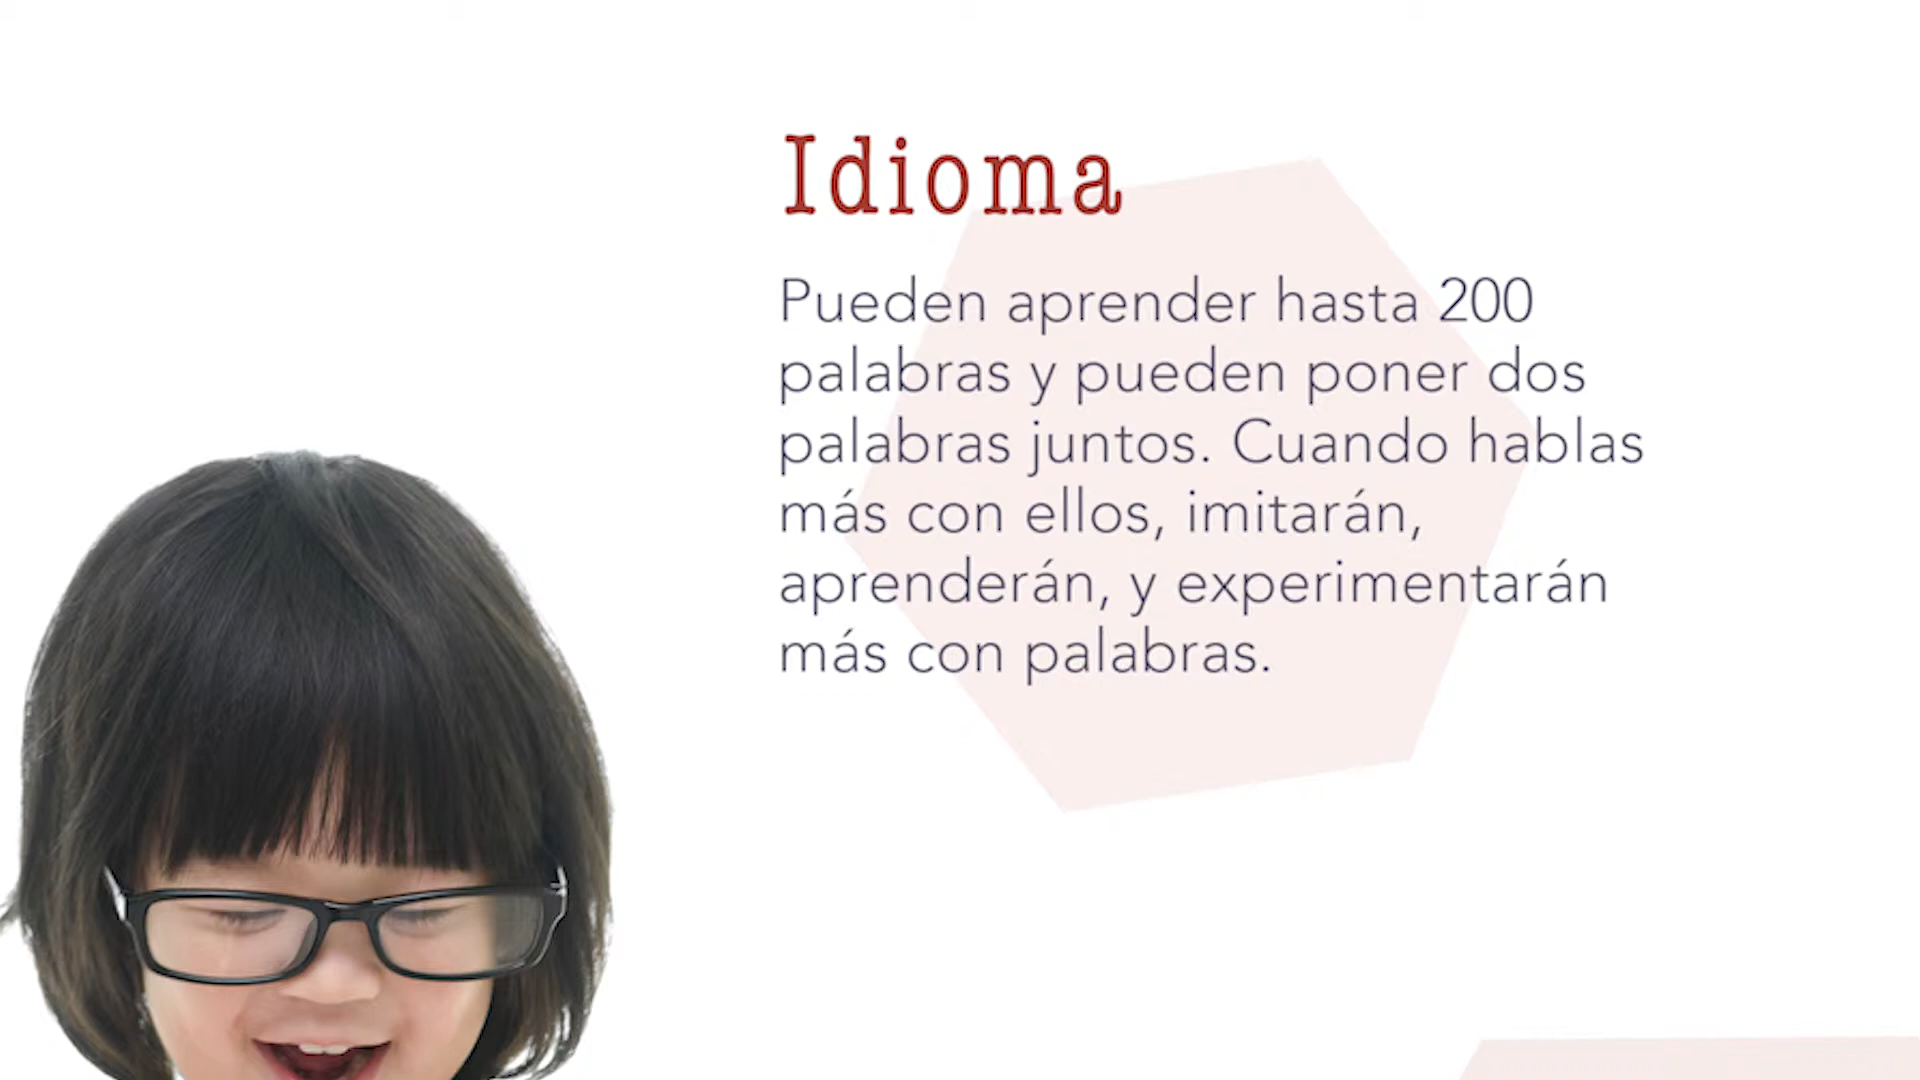 Idioma
Pueden aprender hasta 200
palabras y pueden poner dos
palabras juntos. Cuando hablas
más con ellos, imitarán,
aprenderán, y experimentarán
más con palabras.